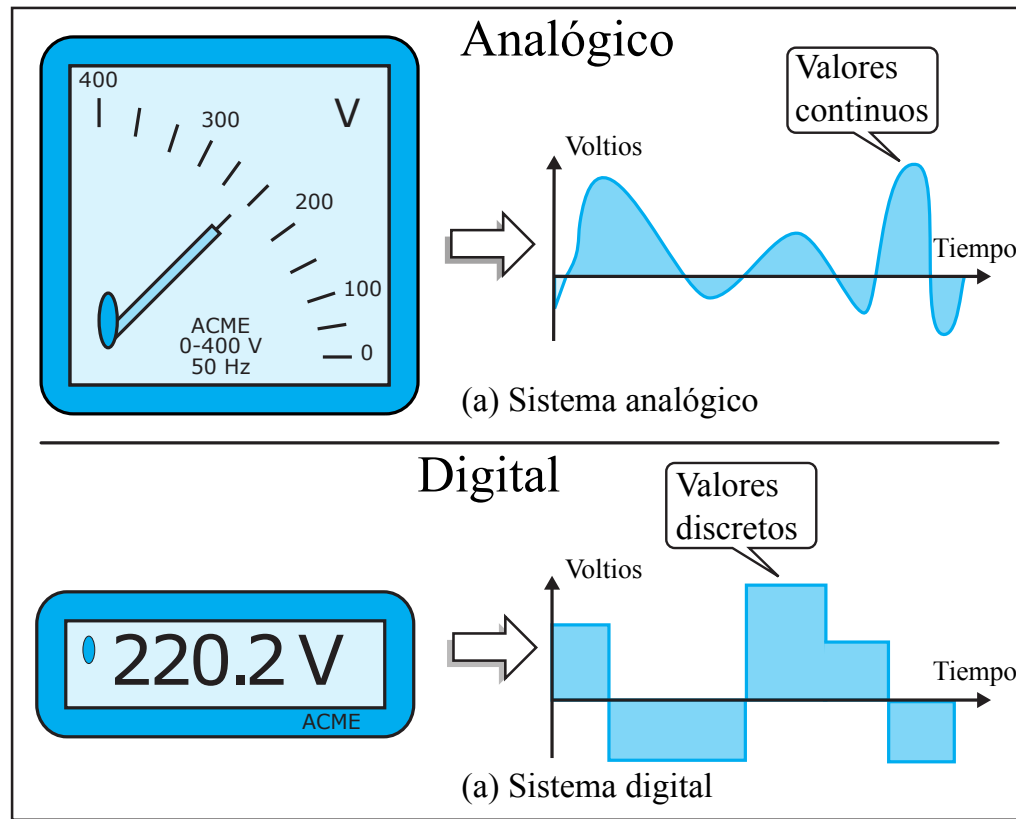 Analógico
400
300
V
200
100
0
ACME
0-400 V
50 Hz
Valores
continuos
Voltios
Tiempo
(a) Sistema analógico
Digital
220.2 V
ACME
Valores
discretos
Voltios
Tiempo
(a) Sistema digital